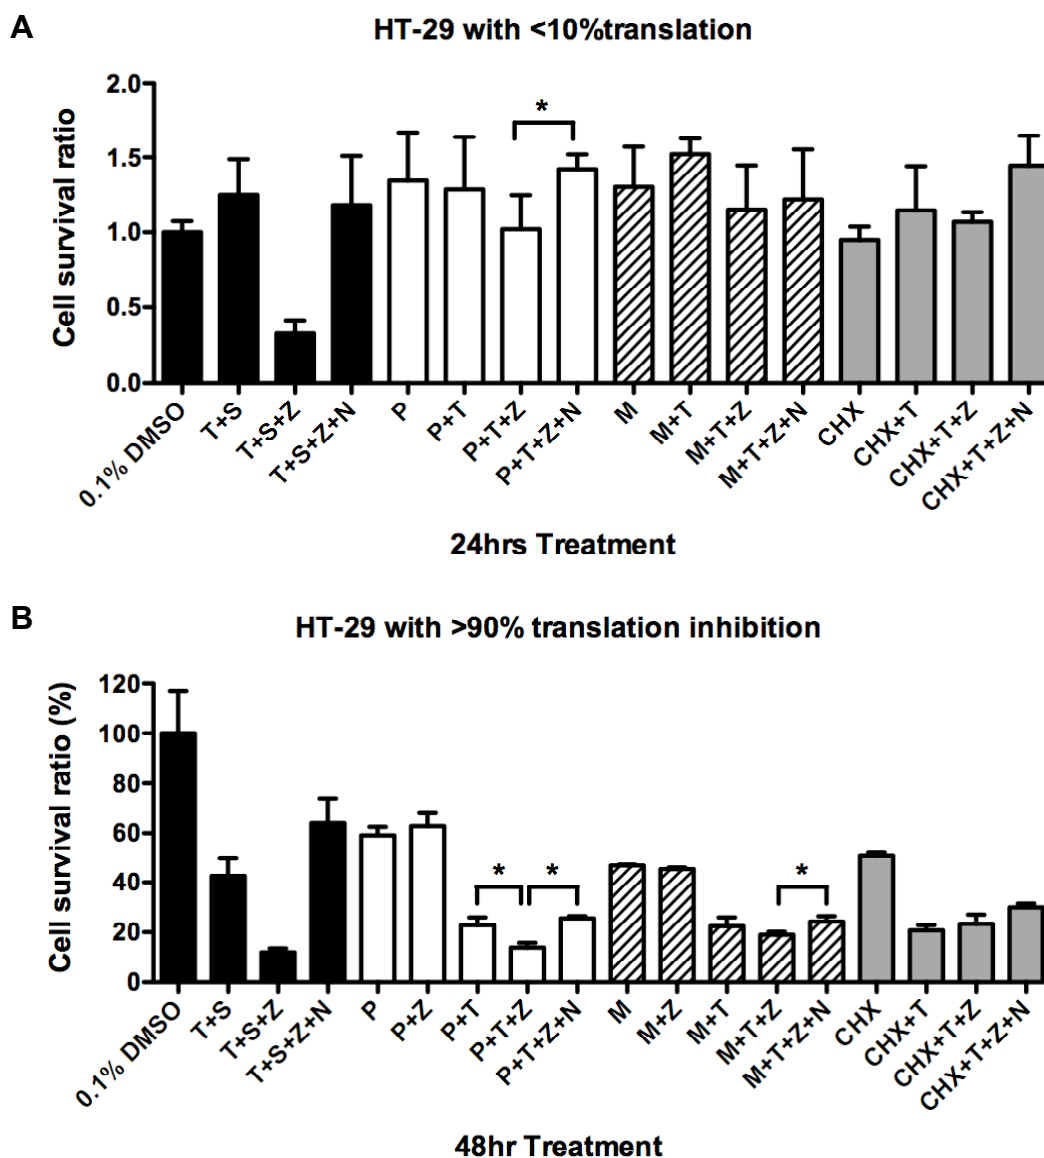 A
HT-29 with <10%translation
Cell survival ratio
2.0
1.5
1.0
0.5
0.0
*
0.1% DMSO
T+S
T+S+Z
T+S+Z+N
P
P+T
P+T+Z
P+T+Z+N
M
M+T
M+T+Z
M+T+Z+N
CHX
CHX+T
CHX+T+Z
CHX+T+Z+N
24hrs Treatment
B
HT-29 with >90% translation inhibition
Cell survival ratio (%)
120
100
80
60
40
20
0
* * *
0.1% DMSO
T+S
T+S+Z
T+S+Z+N
P
P+Z
P+T
P+T+Z
P+T+Z+N
M
M+Z
M+T
M+T+Z
M+T+Z+N
CHX
CHX+T
CHX+T+Z
CHX+T+Z+N
48hr Treatment